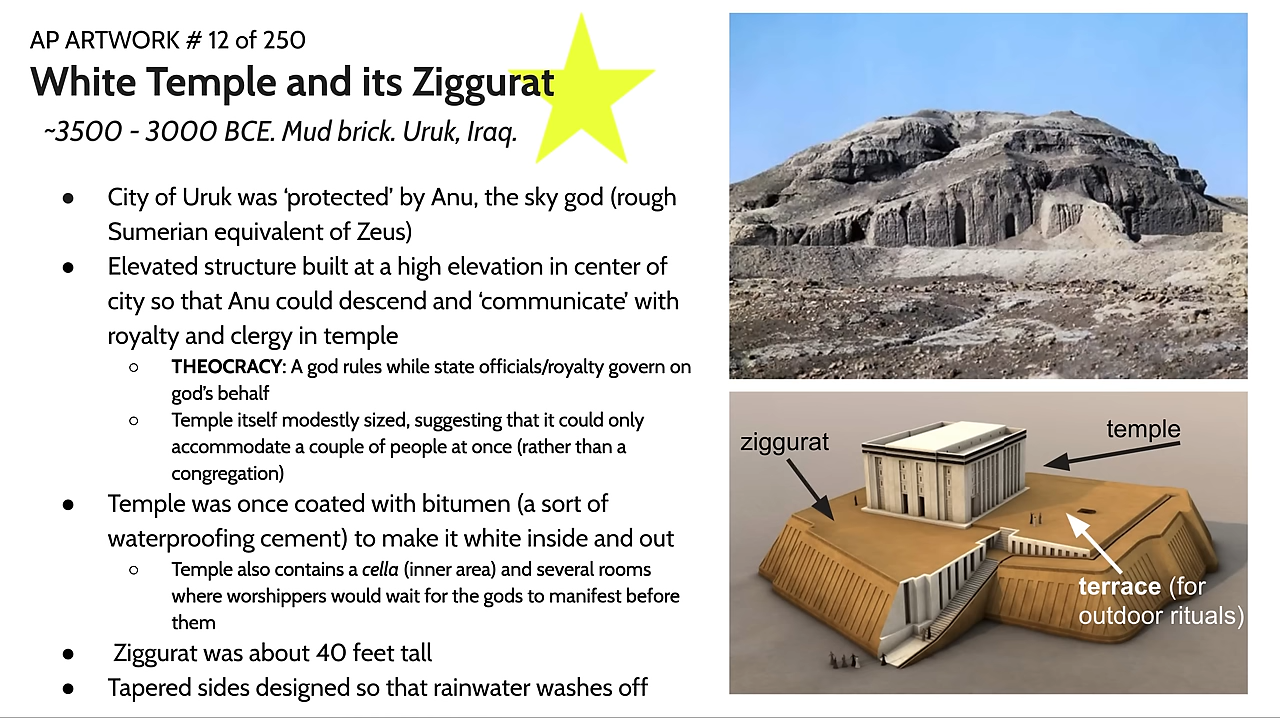 AP ARTWORK # 12 of 250
White Temple and its Ziggurat
~3500 - 3000 BCE. Mud brick. Uruk, Iraq.
● City of Uruk was ‘protected’ by Anu, the sky god (rough
Sumerian equivalent of Zeus)
● Elevated structure built at a high elevation in center of
city so that Anu could descend and ‘communicate’ with
royalty and clergy in temple
○ THEOCRACY: A god rules while state officials/royalty govern on
god’s behalf
○ Temple itself modestly sized, suggesting that it could only
accommodate a couple of people at once (rather than a
congregation)
● Temple was once coated with bitumen (a sort of
waterproofing cement) to make it white inside and out
○ Temple also contains a cella (inner area) and several rooms
where worshippers would wait for the gods to manifest before
them
● Ziggurat was about 40 feet tall
● Tapered sides designed so that rainwater washes off
ziggurat
temple
terrace (for
outdoor rituals)